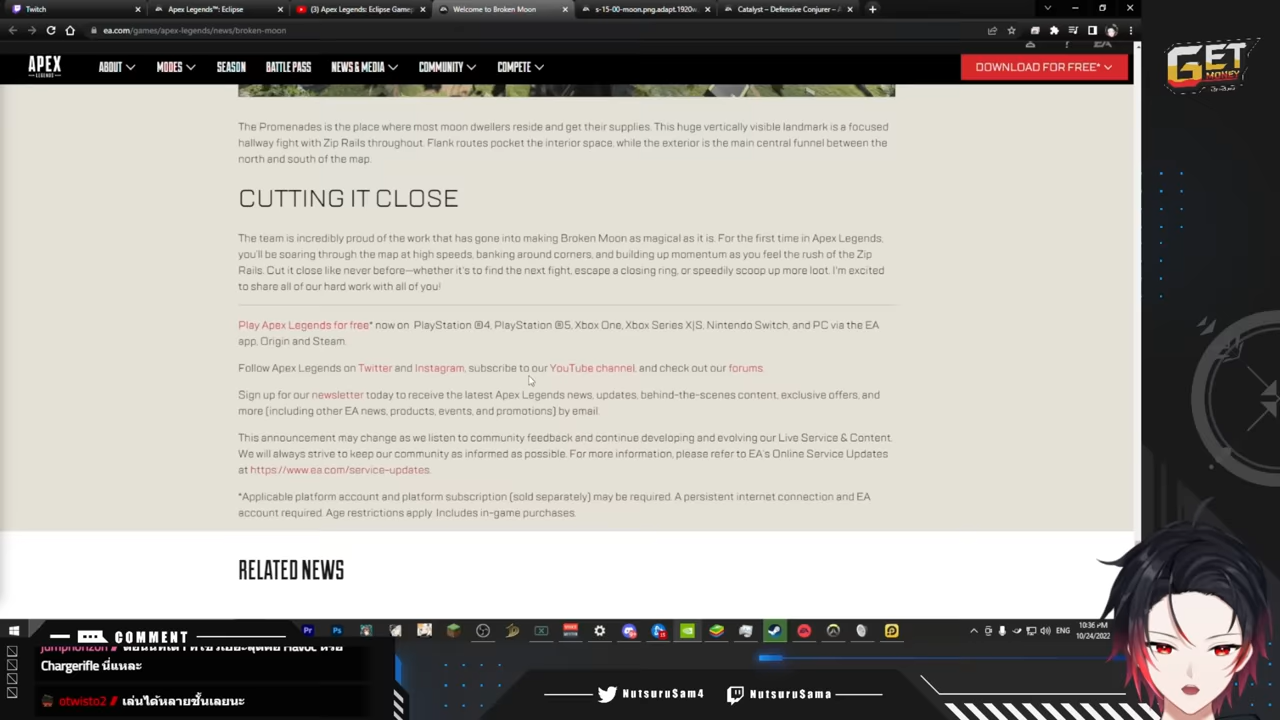 Twitch
Apex Legends™: Eclipse
(3) Apex Legends: Eclipse Gamep
Welcome to Broken Moon
s-15-00-moon.png.adapt.1920w
Catalyst – Defensive Conjurer – A
ea.com/games/apex-legends/news/broken-moon
APEX
LEGENDS
ABOUT
MODES
SEASON
BATTLE PASS
NEWS & MEDIA
COMMUNITY
COMPETE
DOWNLOAD FOR FREE*
GET
MONEY
The Promenades is the place where most moon dwellers reside and get their supplies. This huge vertically visible landmark is a focused
hallway fight with Zip Rails throughout. Flank routes pocket the interior space, while the exterior is the main central funnel between the
north and south of the map.
CUTTING IT CLOSE
The team is incredibly proud of the work that has gone into making Broken Moon as magical as it is. For the first time in Apex Legends,
you'll be soaring through the map at high speeds, banking around corners, and building up momentum as you feel the rush of the Zip
Rails. Cut it close like never before—whether it's to find the next fight, escape a closing ring, or speedily scoop up more loot. I'm excited
to share all of our hard work with all of you!
Play Apex Legends for free* now on PlayStation ®4, PlayStation ®5, Xbox One, Xbox Series X|S, Nintendo Switch, and PC via the EA
app, Origin and Steam.
Follow Apex Legends on Twitter and Instagram, subscribe to our YouTube channel, and check out our forums.
Sign up for our newsletter today to receive the latest Apex Legends news, updates, behind-the-scenes content, exclusive offers, and
more (including other EA news, products, events, and promotions) by email.
This announcement may change as we listen to community feedback and continue developing and evolving our Live Service & Content.
We will always strive to keep our community as informed as possible. For more information, please refer to EA's Online Service Updates
at https://www.ea.com/service-updates.
*Applicable platform account and platform subscription (sold separately) may be required. A persistent internet connection and EA
account required. Age restrictions apply. Includes in-game purchases.
RELATED NEWS
ENG
10:36 PM
10/24/2022
COMMENT
Chargerifle นี่แหละ
otwisto2 // เล่นได้หลายชั้นเลยนะ
Nutsuru$am4
Nutsuru$ama